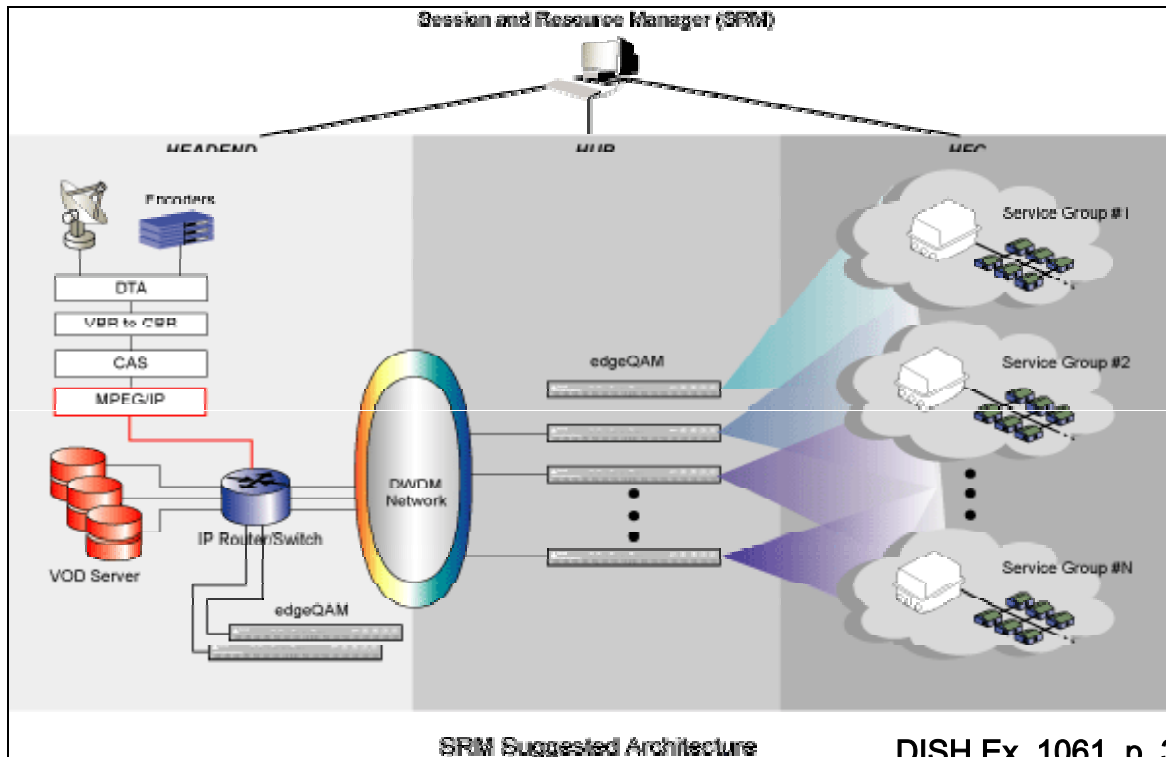 Session and Resource Manager (SRM)
HEADEND
HUB
HFC
Encoders
DTA
VBR to CBR
CAS
MPEG/IP
VOD Server
IP Router/Switch
edgeQAM
DWDM
Network
edgeQAM
Service Group #1
Service Group #2
Service Group #N
SRM Suggested Architecture
DISH Ex. 1061, p.